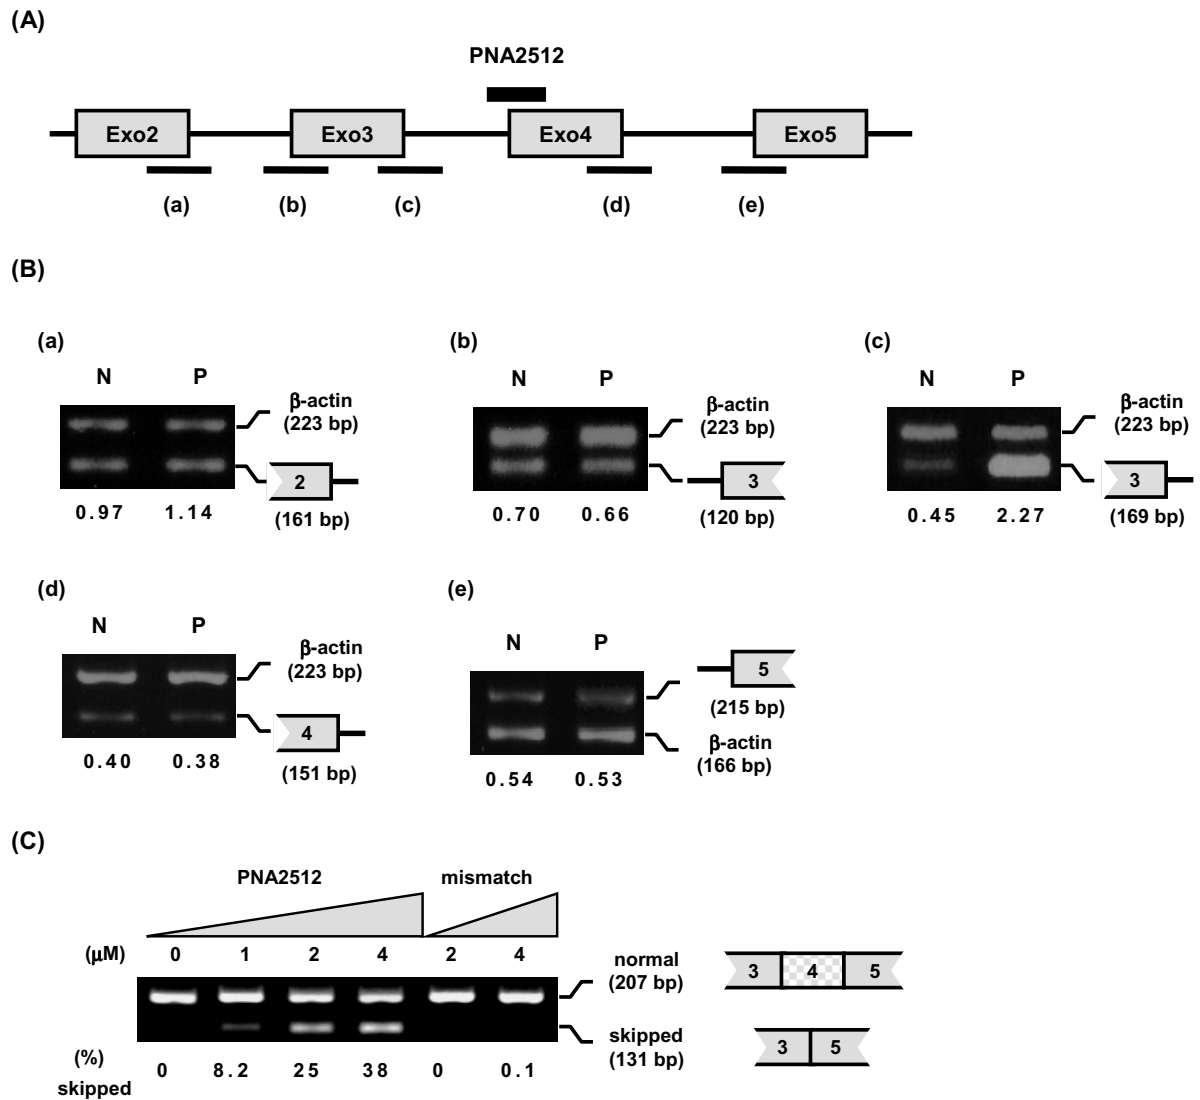 (A)
PNA2512
Exo2 Exo3 Exo4 Exo5
(a) (b) (c) (d) (e)
(B)
(a) (b) (c)
N P
β-actin
(223 bp)
2
(161 bp)
0.97 1.14
N P
β-actin
(223 bp)
3
(120 bp)
0.70 0.66
N P
β-actin
(223 bp)
3
(169 bp)
0.45 2.27
(d) (e)
N P
β-actin
(223 bp)
4
(151 bp)
0.40 0.38
N P
5
(215 bp)
β-actin
(166 bp)
0.54 0.53
(C)
PNA2512 mismatch
(μM) 0 1 2 4 2 4
normal
(207 bp)
3 4 5
skipped
(131 bp)
3 5
(%)
skipped
0 8.2 25 38 0 0.1